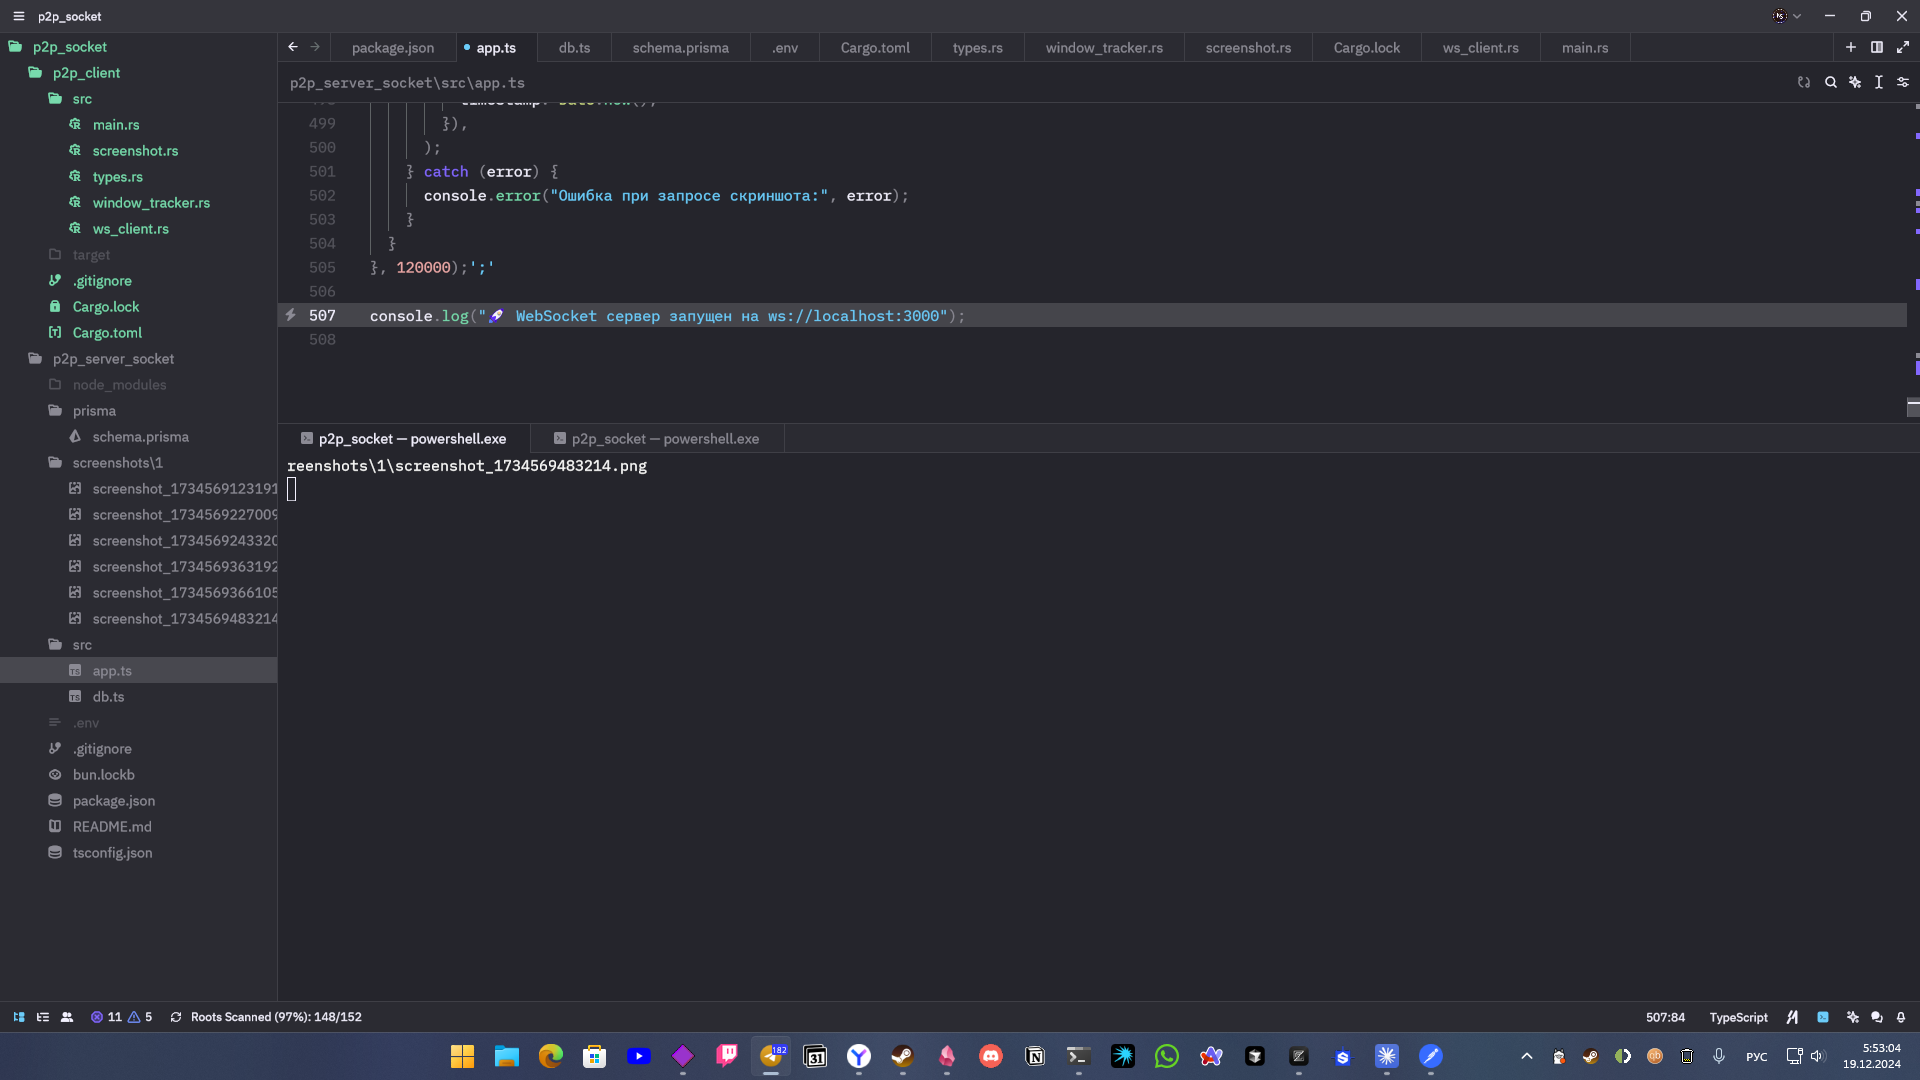 p2p_socket
p2p_socket
p2p_client
src
main.rs
screenshot.rs
types.rs
window_tracker.rs
ws_client.rs
target
.gitignore
Cargo.lock
Cargo.toml
p2p_server_socket
node_modules
prisma
schema.prisma
screenshots\1
screenshot_1734569123191
screenshot_1734569227009
screenshot_1734569243320
screenshot_1734569363192
screenshot_1734569366105
screenshot_1734569483214
src
app.ts
db.ts
.env
.gitignore
bun.lockb
package.json
README.md
tsconfig.json
package.json app.ts db.ts schema.prisma .env Cargo.toml types.rs window_tracker.rs screenshot.rs Cargo.lock ws_client.rs main.rs
p2p_server_socket\src\app.ts
498 timestamp: Date.now(),
499 }),
500 );
501 } catch (error) {
502 console.error("Ошибка при запросе скриншота:", error);
503 }
504 }
505 }, 120000);';'
506
507 console.log("🚀 WebSocket сервер запущен на ws://localhost:3000");
508
p2p_socket — powershell.exe p2p_socket — powershell.exe
reenshots\1\screenshot_1734569483214.png
11 5 Roots Scanned (97%): 148/152
507:84 TypeScript
182
31
РУС
5:53:04
19.12.2024